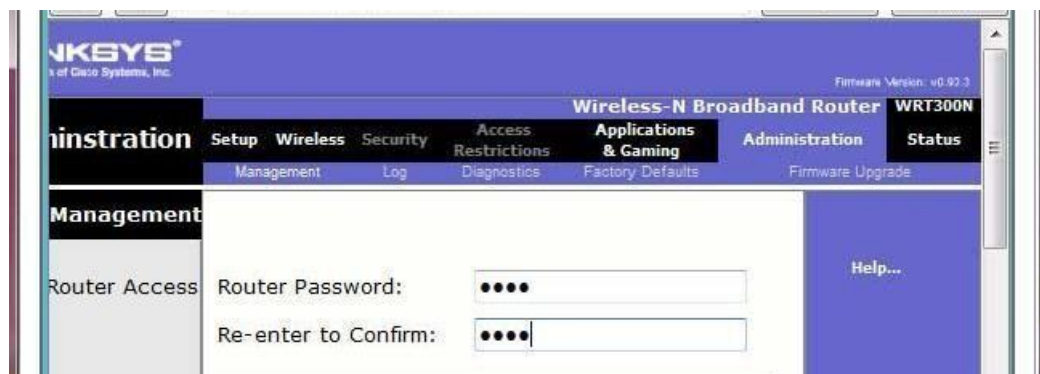 NKSYS®
of Cisco Systems, Inc.
Firmware Version: v0.93.3
Wireless-N Broadband Router WRT300N
ninstration
Setup Wireless Security Access Restrictions Applications & Gaming Administration Status
Management Log Diagnostics Factory Defaults Firmware Upgrade
Management
Help...
Router Access Router Password: ••••
Re-enter to Confirm: ••••